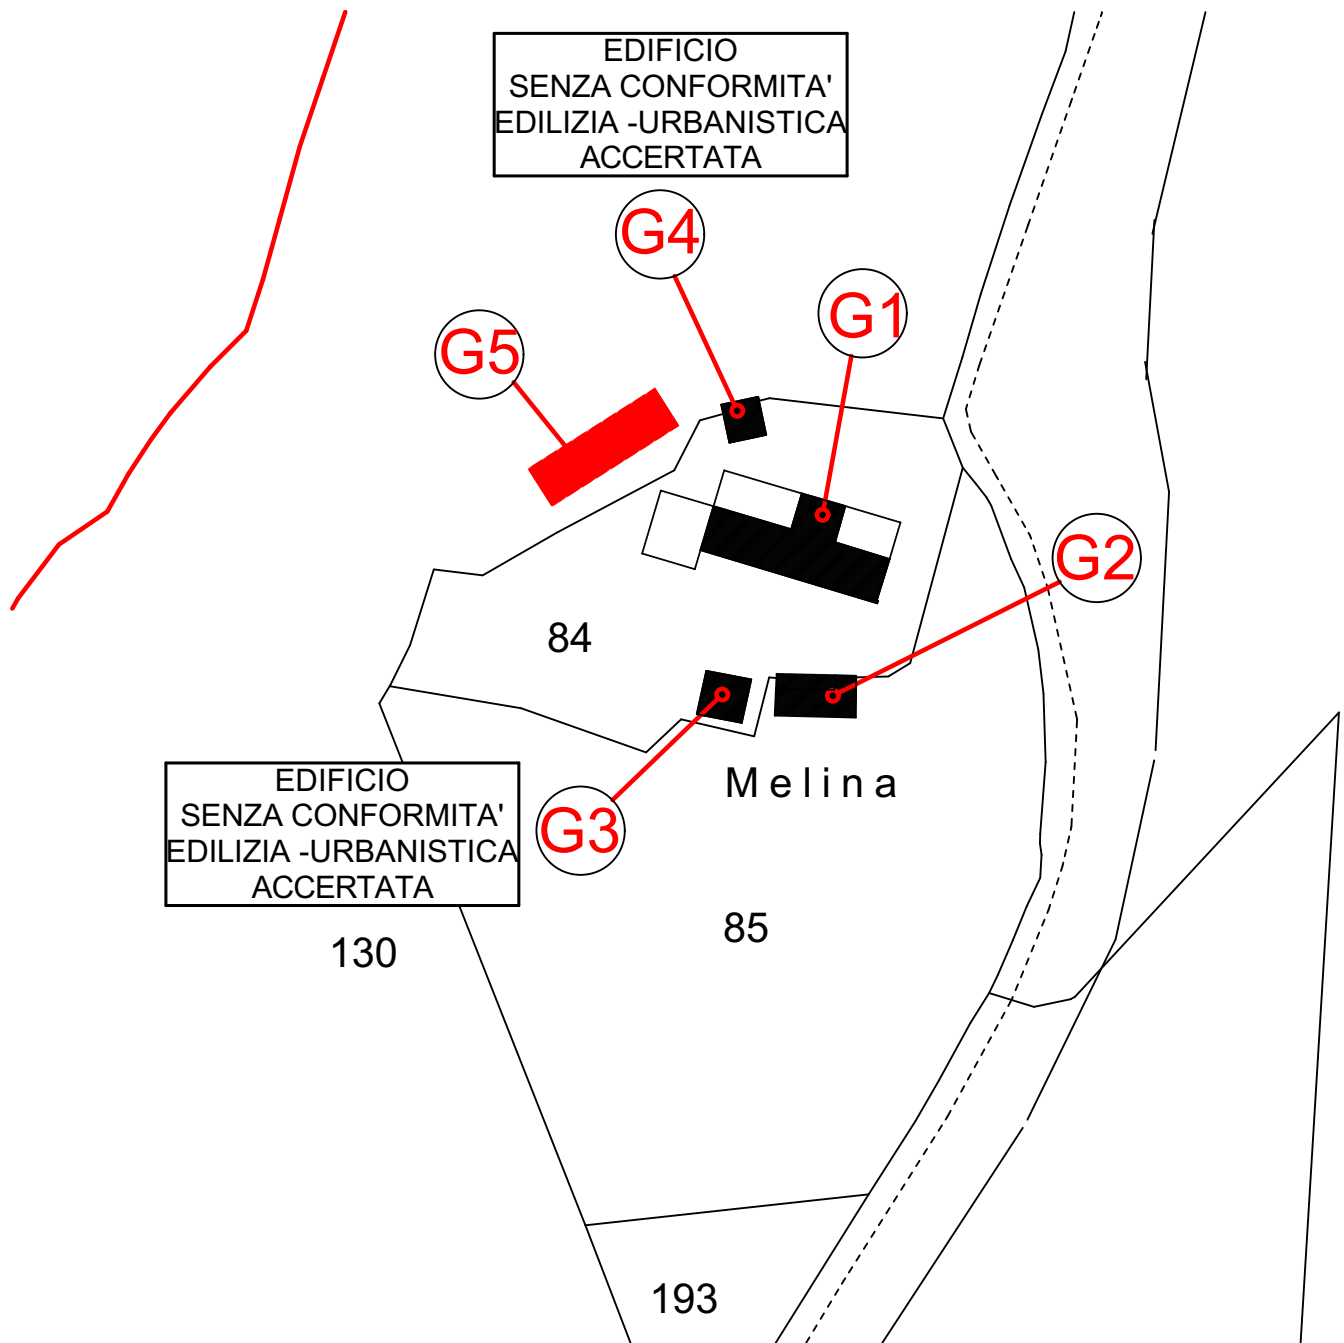 EDIFICIO
SENZA CONFORMITA'
EDILIZIA -URBANISTICA
ACCERTATA
G4
G1
G5
G2
84
Melina
EDIFICIO
SENZA CONFORMITA'
EDILIZIA -URBANISTICA
ACCERTATA
G3
85
130
193